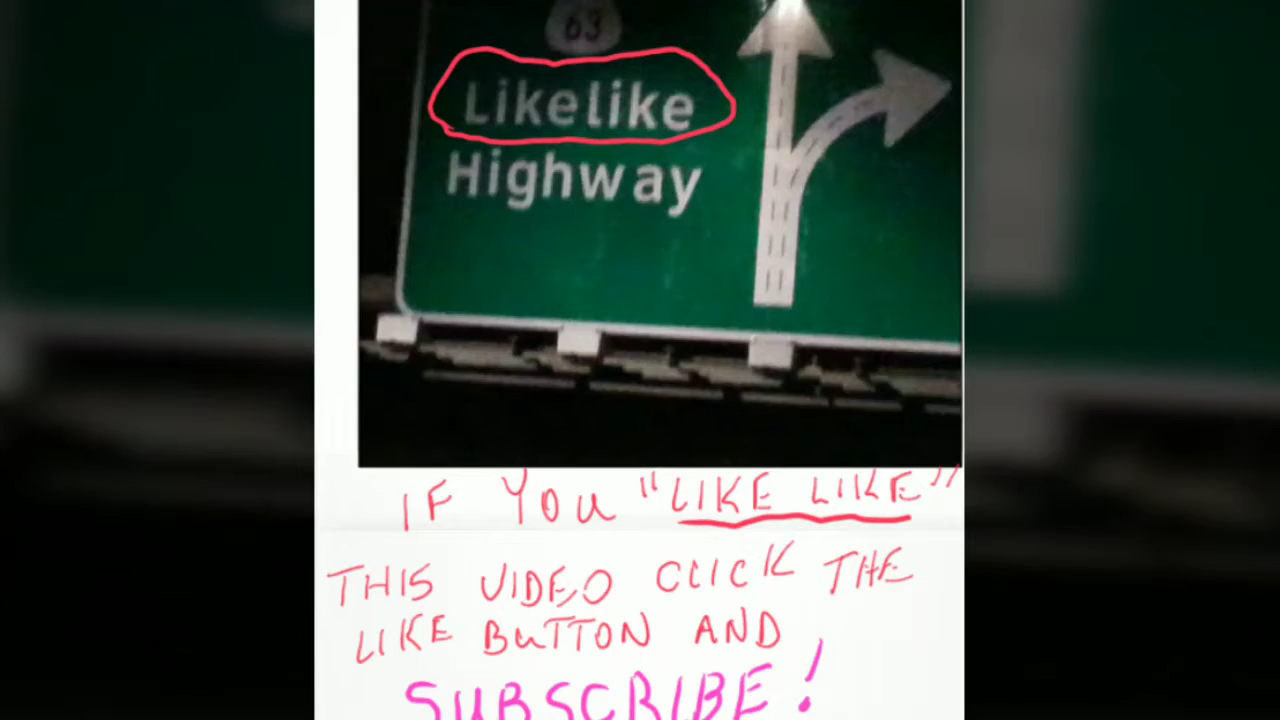 63
Likelike
Highway
IF YOU "LIKE LIKE"
THIS VIDEO CLICK THE
LIKE BUTTON AND
SUBSCRIBE!